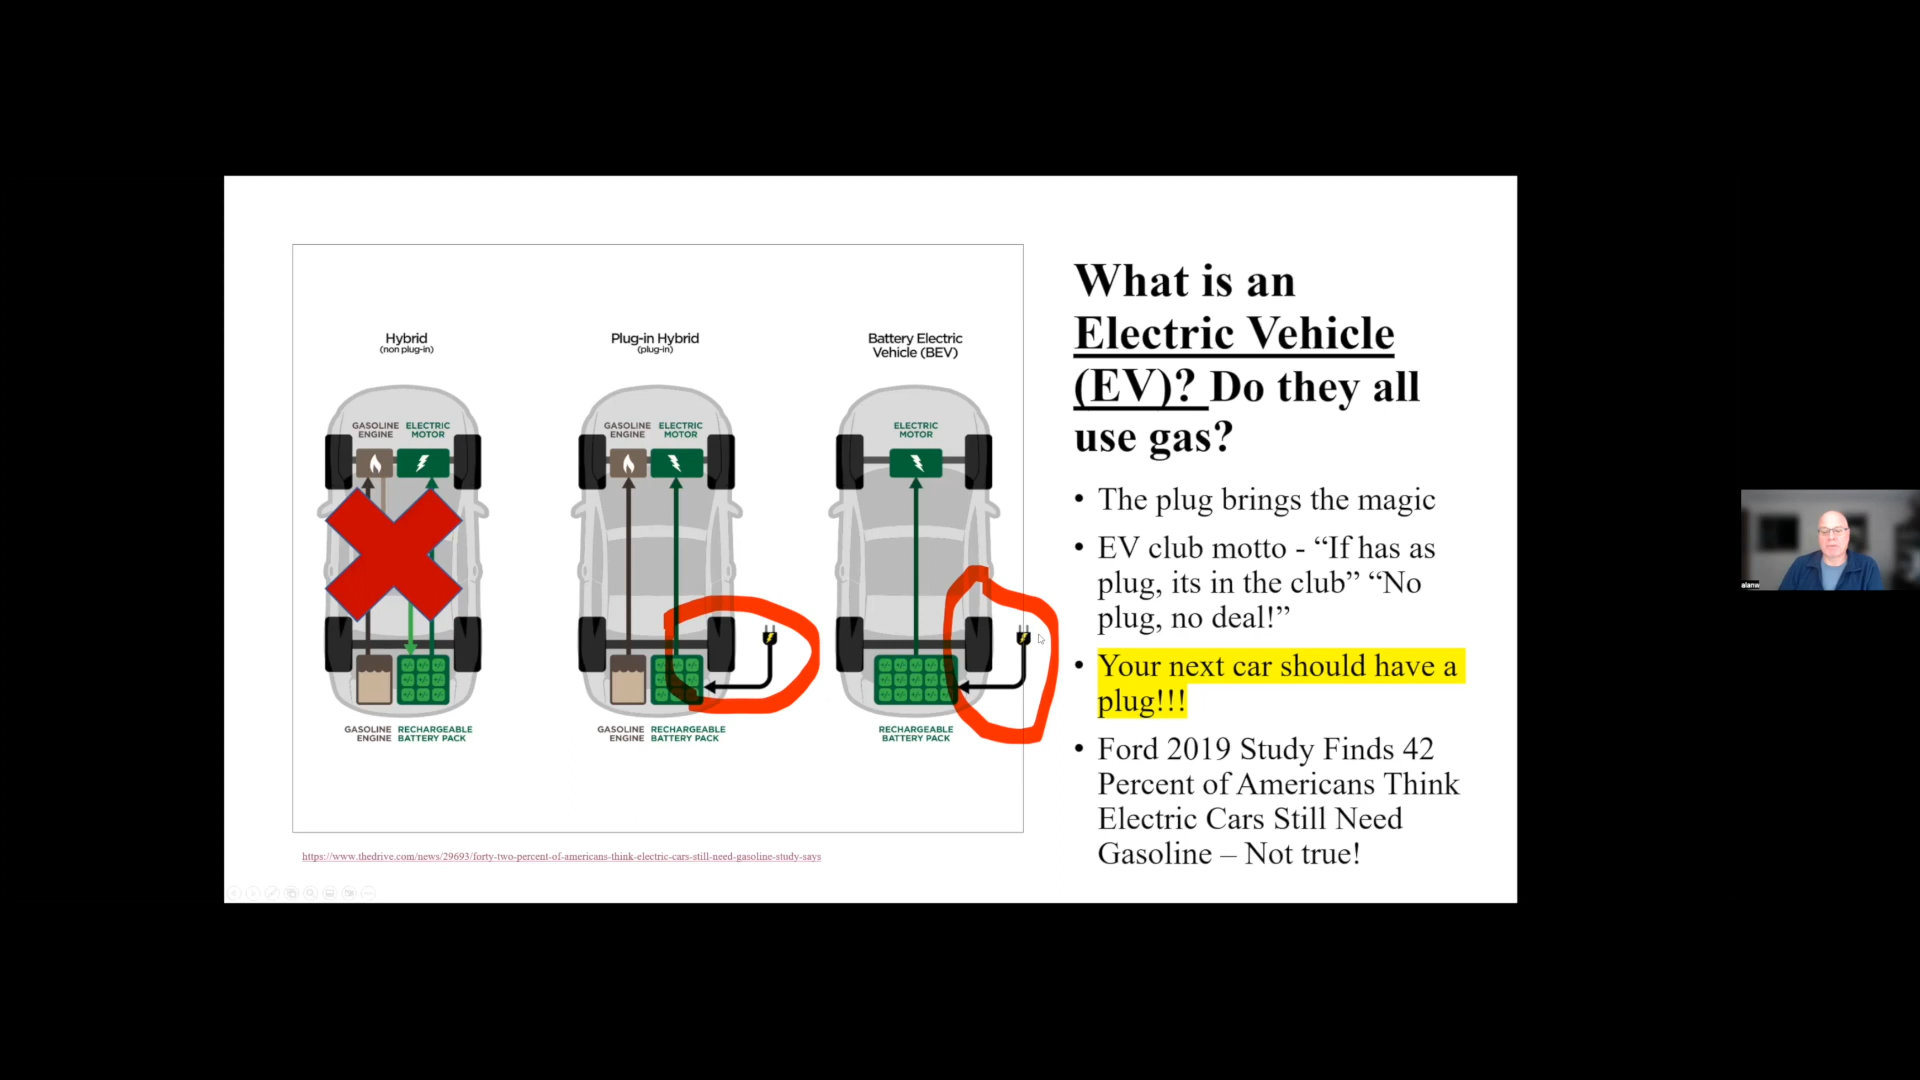 Hybrid
(non plug-in)
Plug-in Hybrid
(plug-in)
Battery Electric
Vehicle (BEV)
GASOLINE ENGINE
ELECTRIC MOTOR
GASOLINE ENGINE
ELECTRIC MOTOR
ELECTRIC MOTOR
GASOLINE ENGINE
RECHARGEABLE BATTERY PACK
GASOLINE ENGINE
RECHARGEABLE BATTERY PACK
RECHARGEABLE BATTERY PACK
https://www.thedrive.com/news/29693/forty-two-percent-of-americans-think-electric-cars-still-need-gasoline-study-says
What is an
Electric Vehicle
(EV)? Do they all
use gas?
• The plug brings the magic
• EV club motto - “If has as
plug, its in the club” “No
plug, no deal!”
• Your next car should have a
plug!!!
• Ford 2019 Study Finds 42
Percent of Americans Think
Electric Cars Still Need
Gasoline – Not true!
alanw